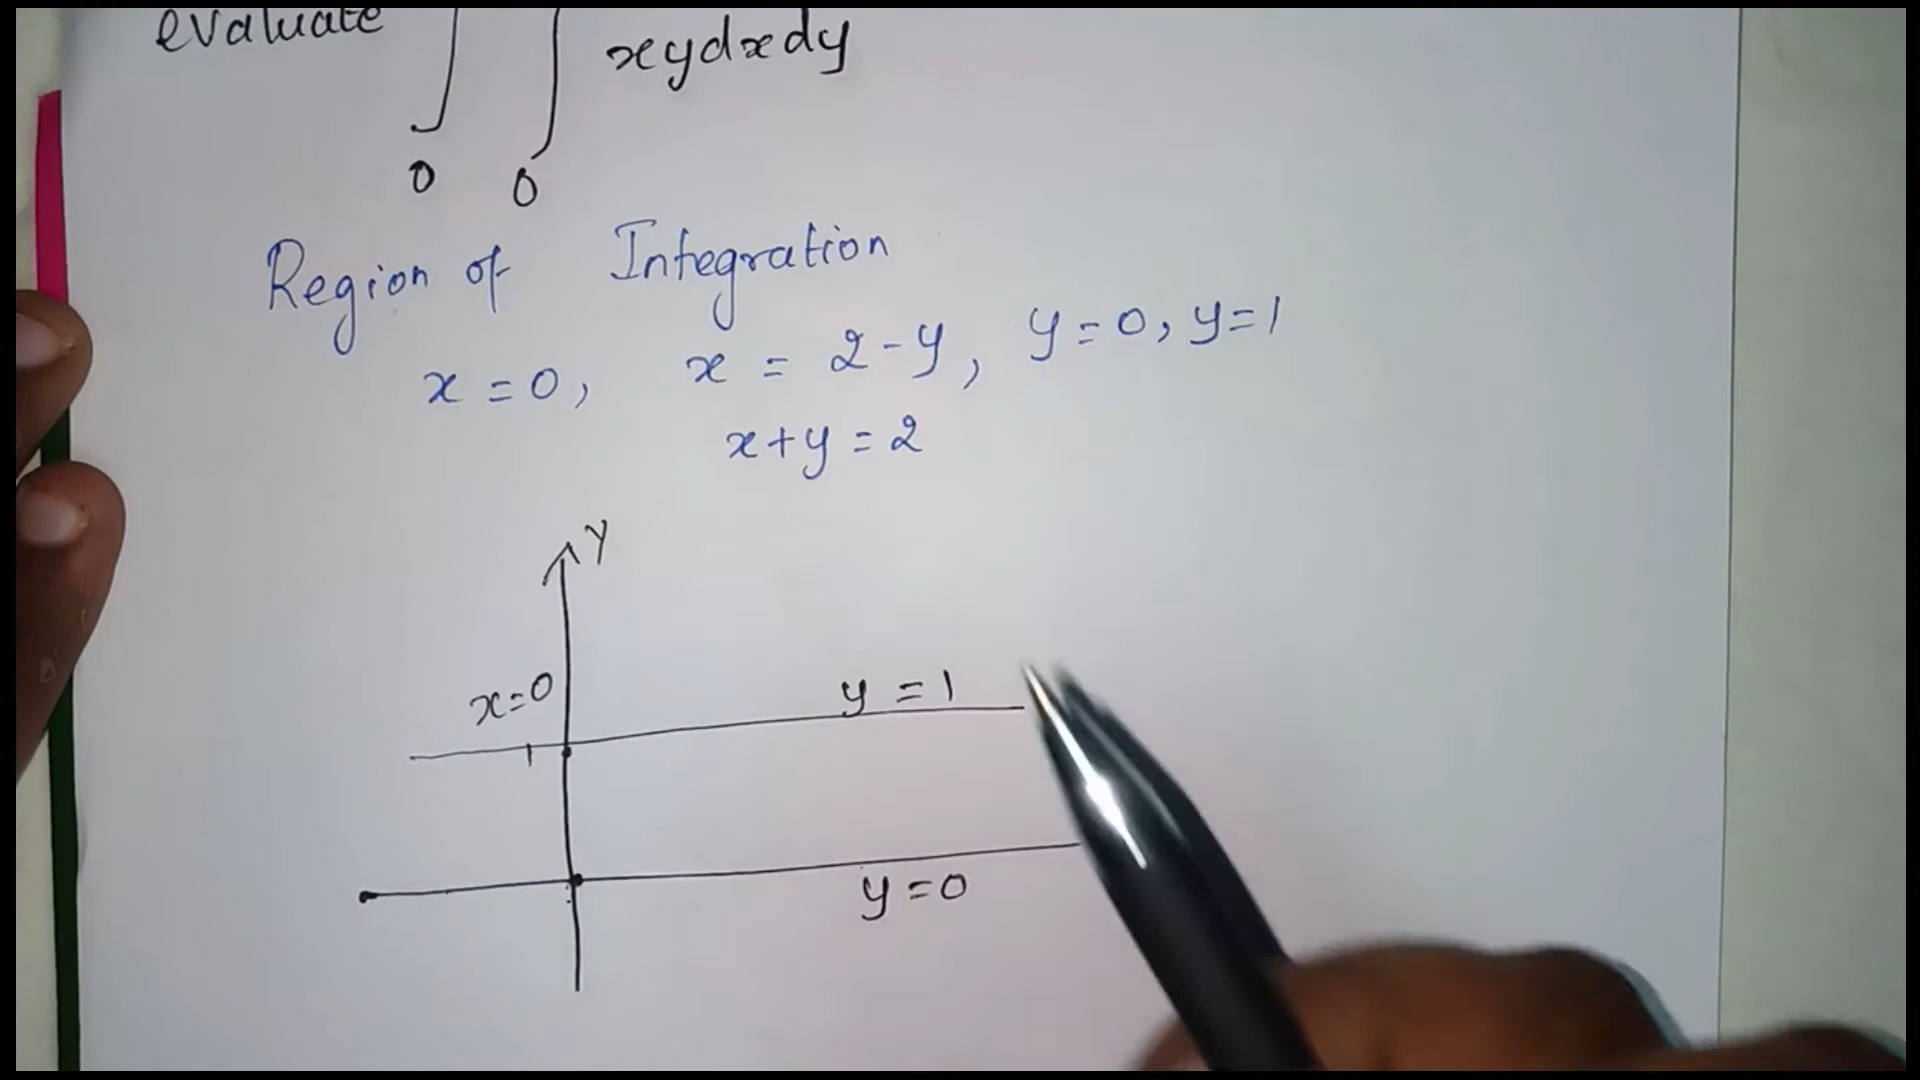 evaluate ∫ ∫ xydxdy
0 0
Region of Integration
x = 0, x = 2 - y, y = 0, y = 1
x + y = 2
y
x = 0
y = 1
1
y = 0